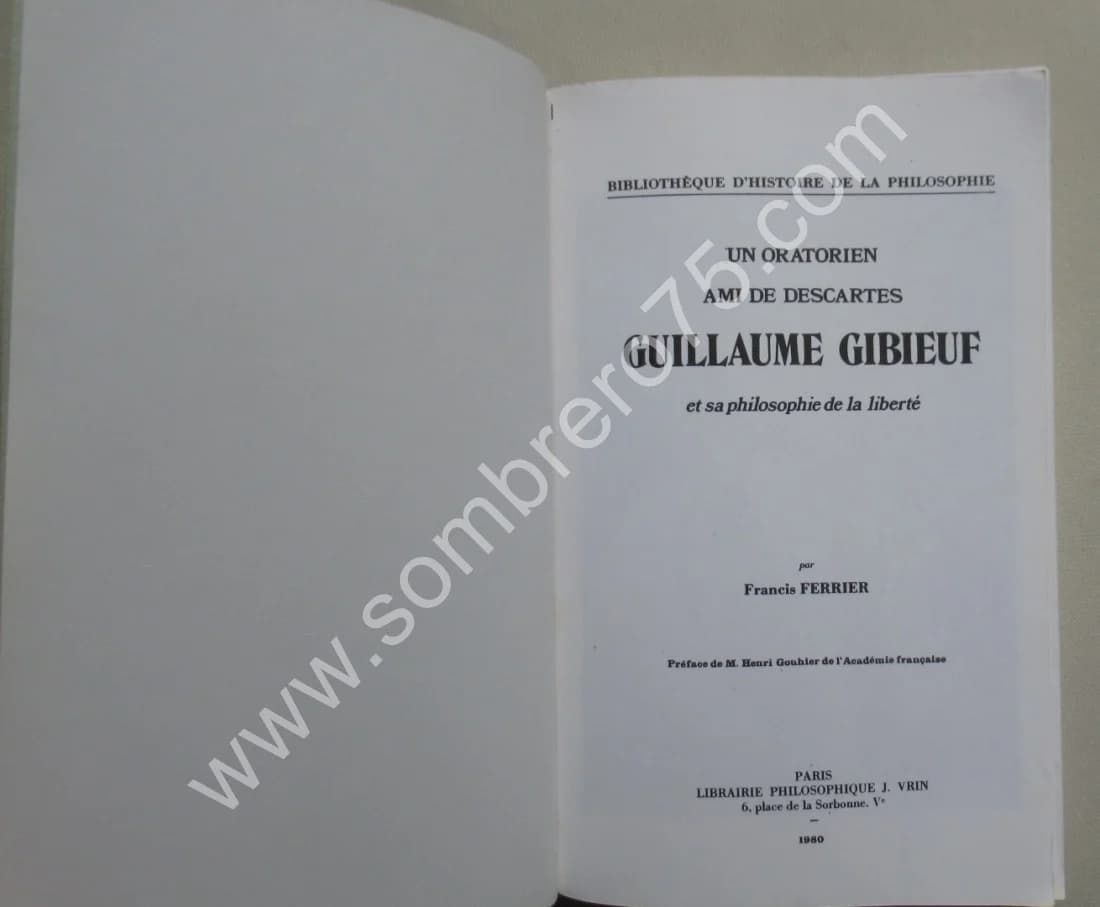 BIBLIOTHÈQUE D'HISTOIRE DE LA PHILOSOPHIE
UN ORATORIEN
AMI DE DESCARTES
GUILLAUME GIBIEUF
et sa philosophie de la liberté
par
Francis FERRIER
Préface de M. Henri Gouhier de l'Académie française
PARIS
LIBRAIRIE PHILOSOPHIQUE J. VRIN
6, place de la Sorbonne. Vᵉ
1980
www.sombrero75.com